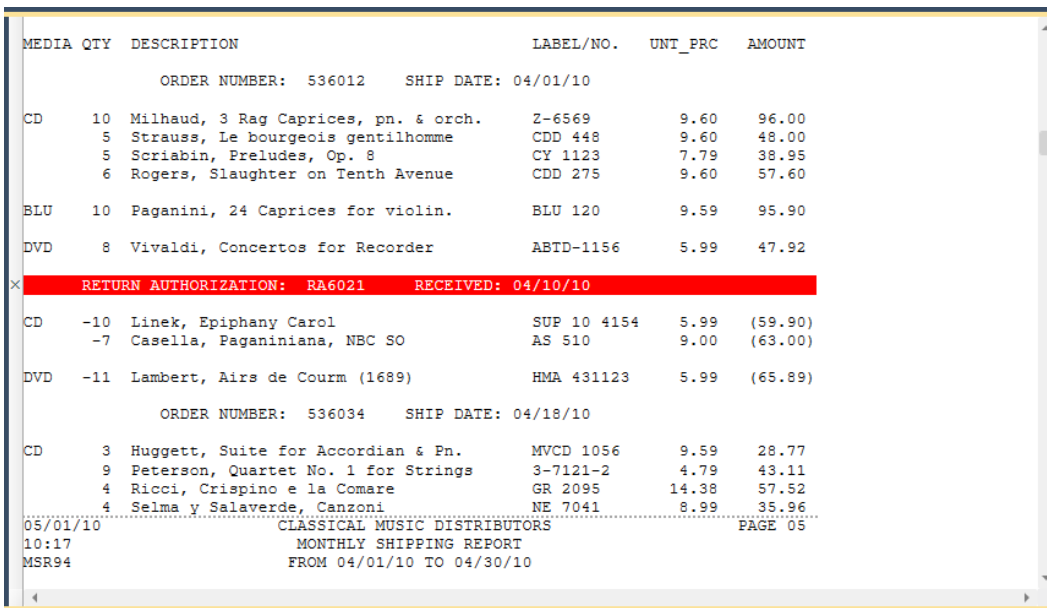 MEDIA QTY DESCRIPTION LABEL/NO. UNT_PRC AMOUNT
ORDER NUMBER: 536012 SHIP DATE: 04/01/10
CD 10 Milhaud, 3 Rag Caprices, pn. & orch. Z-6569 9.60 96.00
5 Strauss, Le bourgeois gentilhomme CDD 448 9.60 48.00
5 Scriabin, Preludes, Op. 8 CY 1123 7.79 38.95
6 Rogers, Slaughter on Tenth Avenue CDD 275 9.60 57.60
BLU 10 Paganini, 24 Caprices for violin. BLU 120 9.59 95.90
DVD 8 Vivaldi, Concertos for Recorder ABTD-1156 5.99 47.92
RETURN AUTHORIZATION: RA6021 RECEIVED: 04/10/10
CD -10 Linek, Epiphany Carol SUP 10 4154 5.99 (59.90)
-7 Casella, Paganiniana, NBC SO AS 510 9.00 (63.00)
DVD -11 Lambert, Airs de Courm (1689) HMA 431123 5.99 (65.89)
ORDER NUMBER: 536034 SHIP DATE: 04/18/10
CD 3 Huggett, Suite for Accordian & Pn. MVCD 1056 9.59 28.77
9 Peterson, Quartet No. 1 for Strings 3-7121-2 4.79 43.11
4 Ricci, Crispino e la Comare GR 2095 14.38 57.52
4 Selma y Salaverde, Canzoni NE 7041 8.99 35.96
05/01/10 CLASSICAL MUSIC DISTRIBUTORS PAGE 05
10:17 MONTHLY SHIPPING REPORT
MSR94 FROM 04/01/10 TO 04/30/10